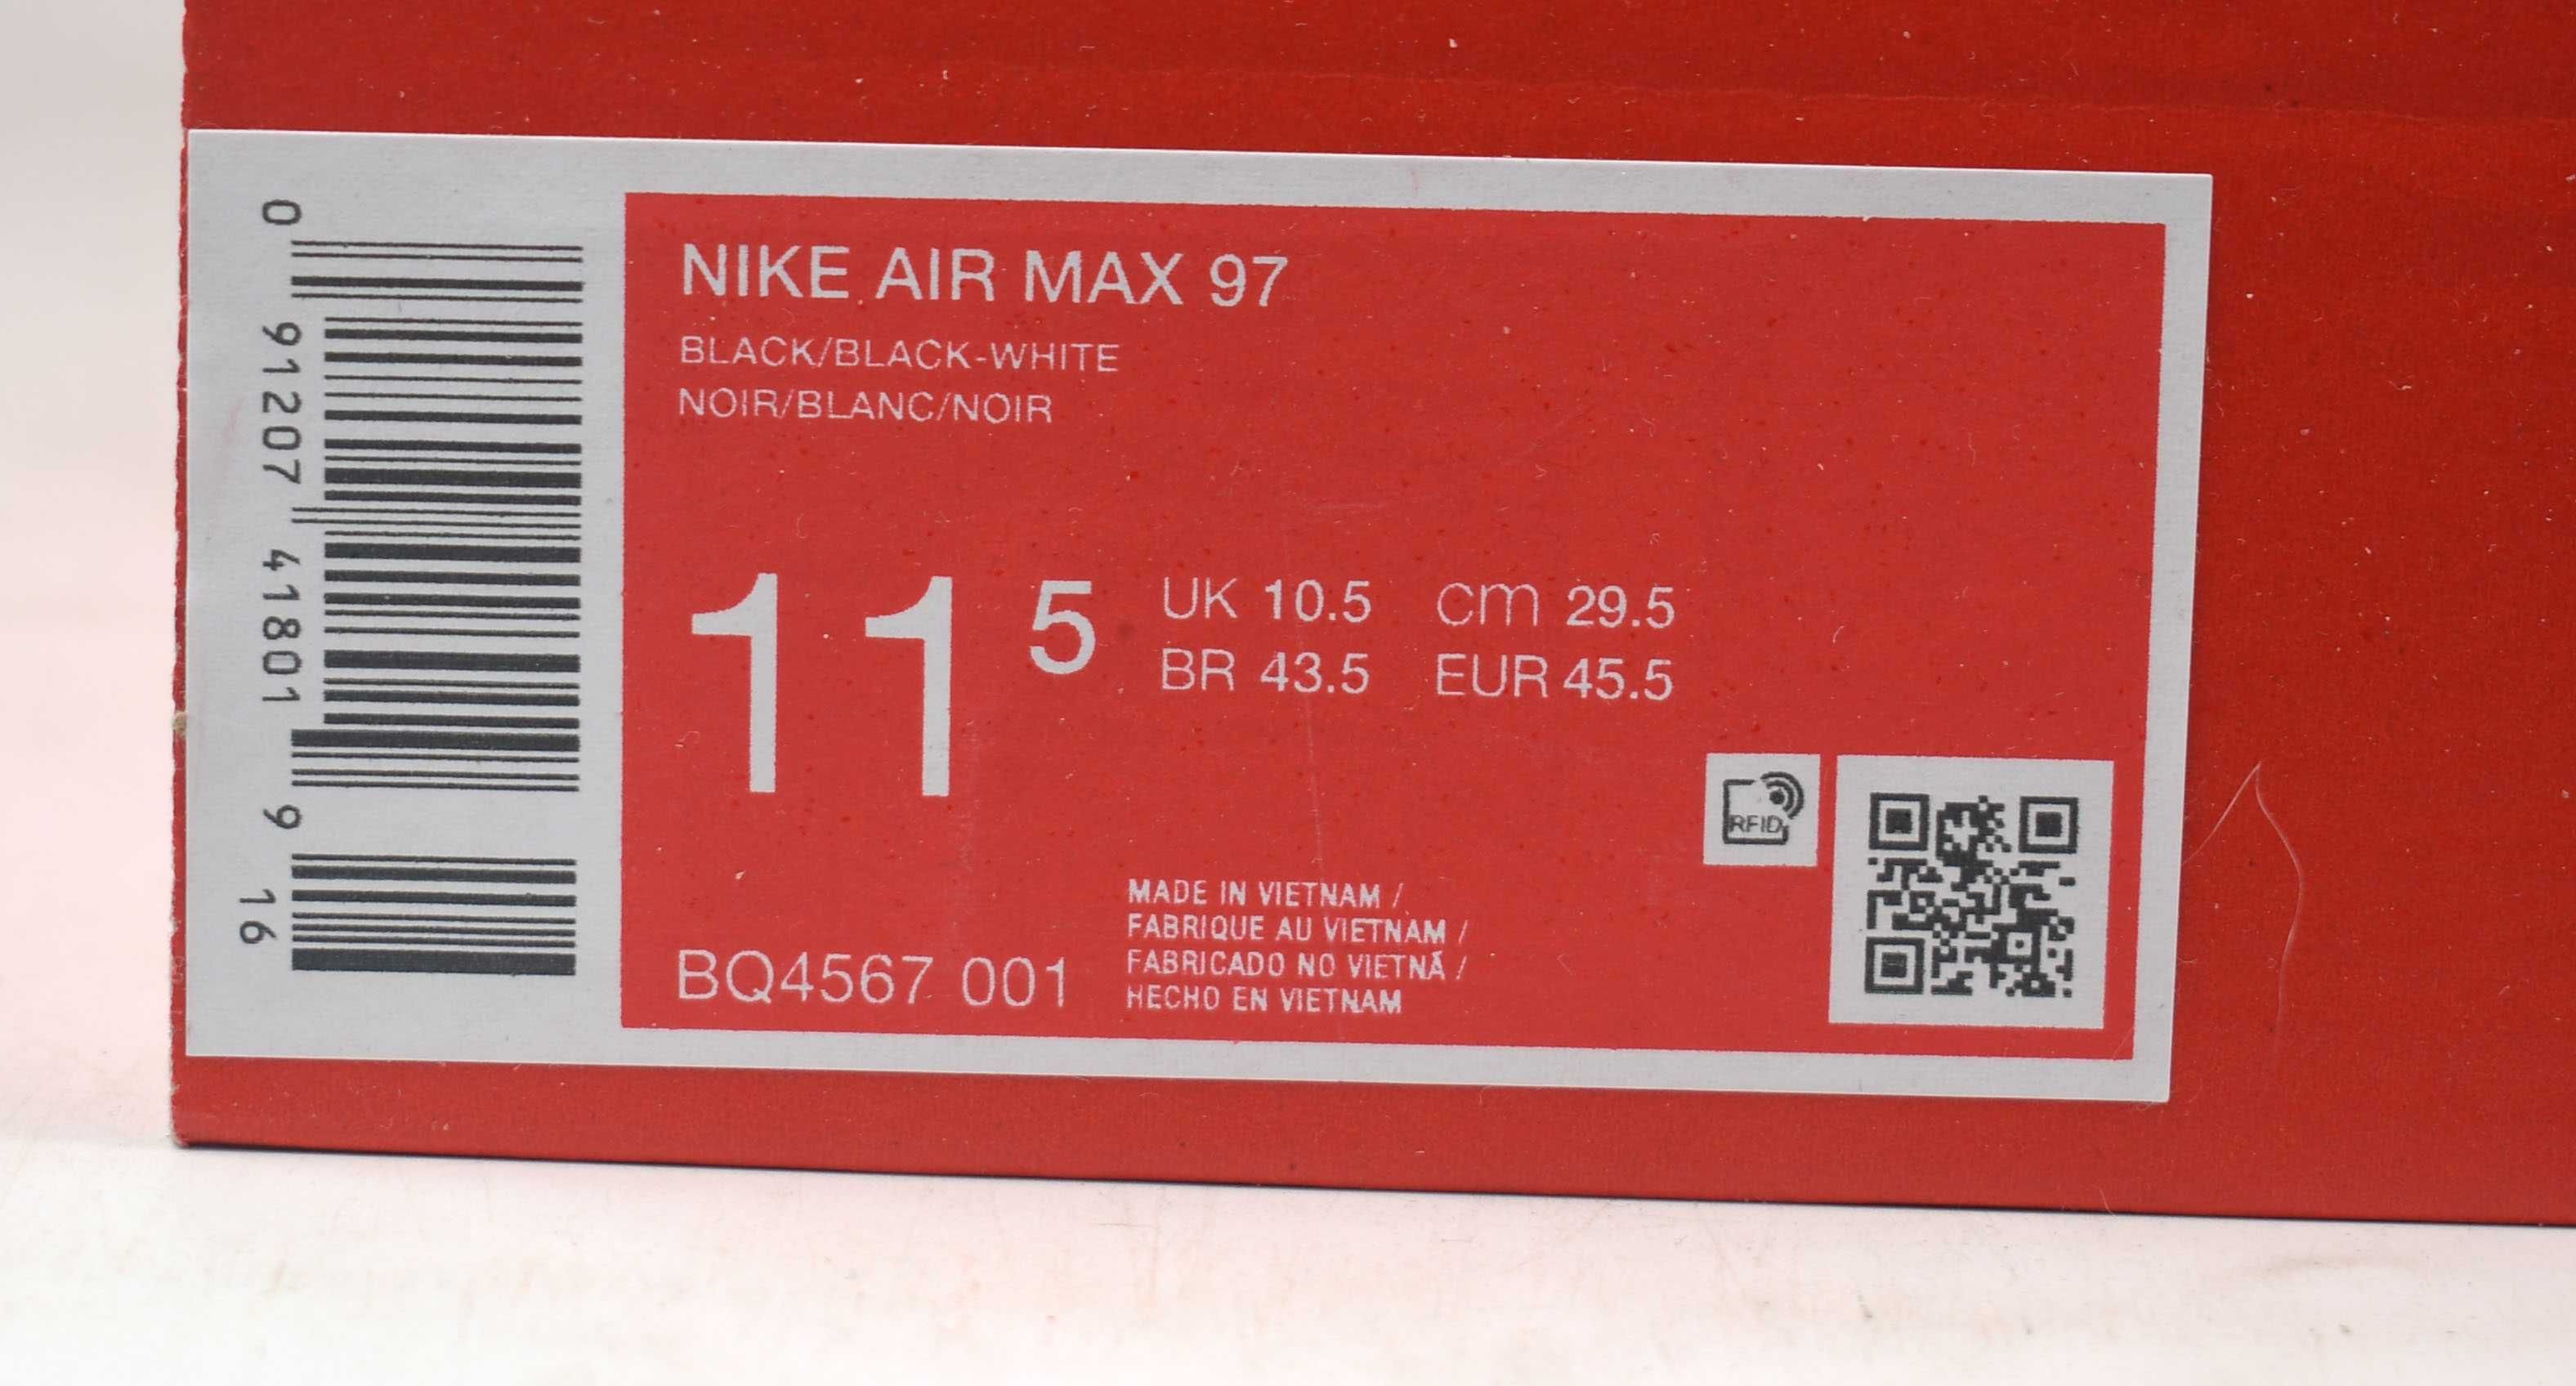 0 91207 41801 9 16
NIKE AIR MAX 97
BLACK/BLACK-WHITE
NOIR/BLANC/NOIR
11 5
UK 10.5 cm 29.5
BR 43.5 EUR 45.5
RFID
MADE IN VIETNAM /
FABRIQUE AU VIETNAM /
FABRICADO NO VIETNÃ /
HECHO EN VIETNAM
BQ4567 001